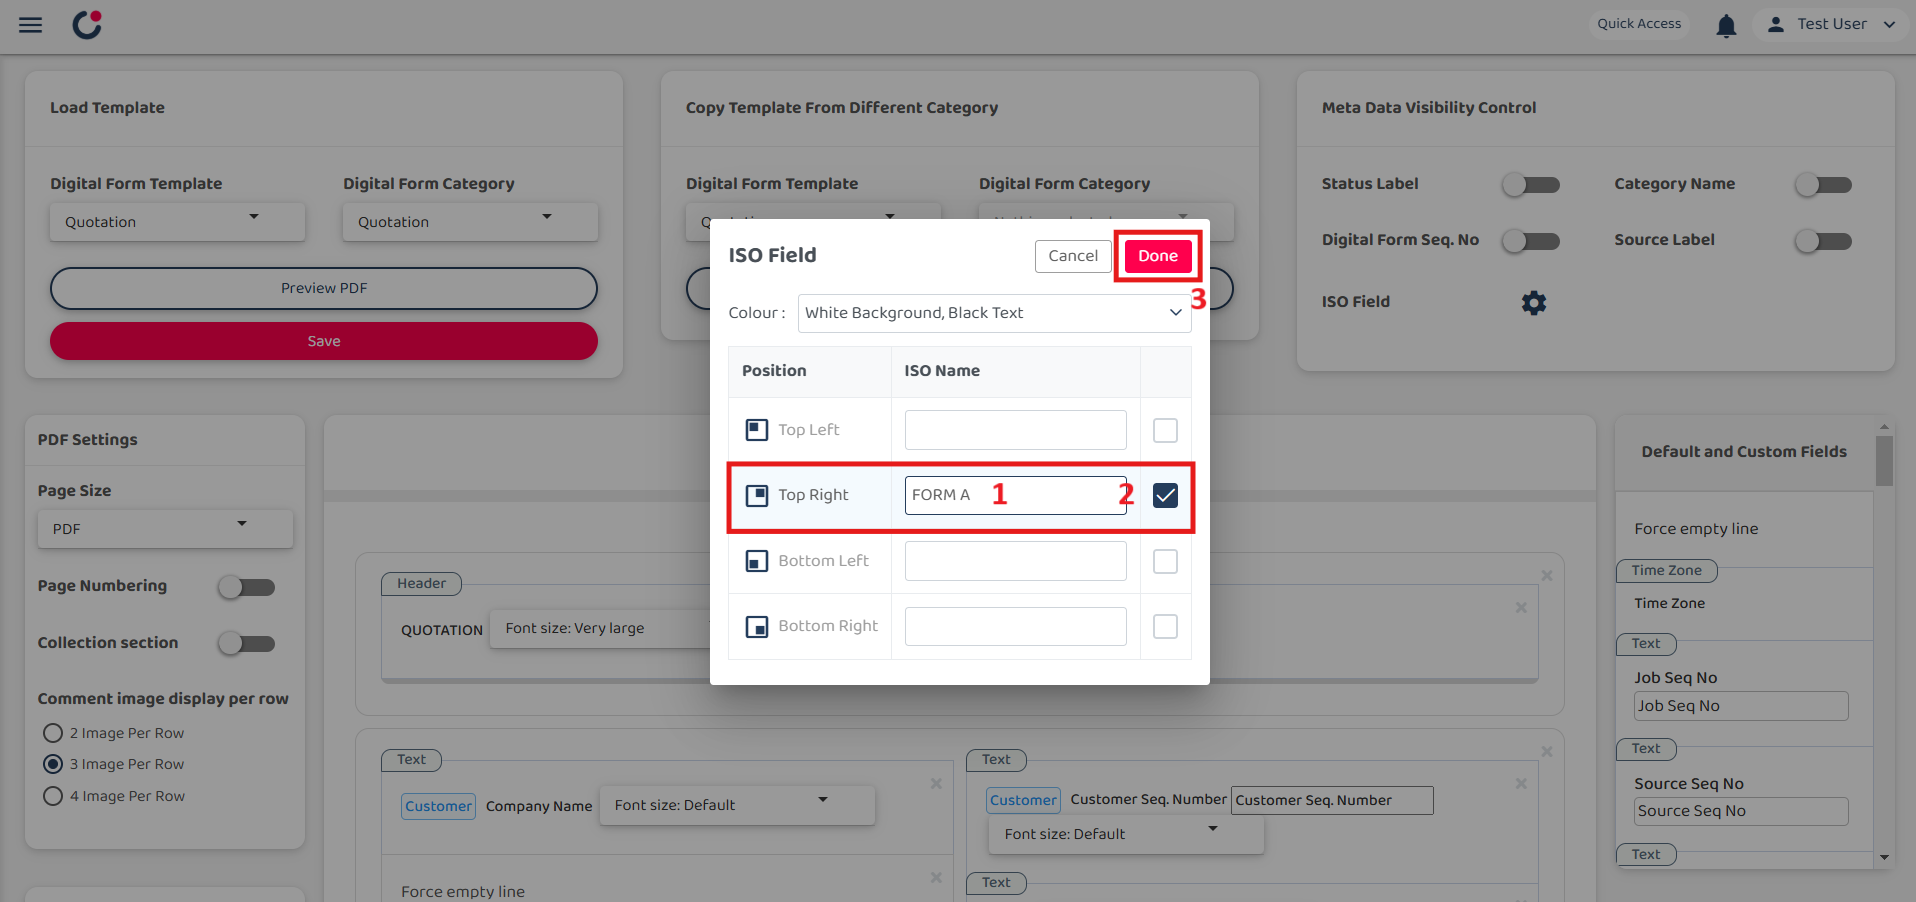 Quick Access
Test User
Load Template
Digital Form Template
Digital Form Category
Quotation
Quotation
Preview PDF
Save
Copy Template From Different Category
Digital Form Template
Digital Form Category
Meta Data Visibility Control
Status Label
Category Name
Digital Form Seq. No
Source Label
ISO Field
ISO Field
Cancel
Done
3
Colour :
White Background, Black Text
Position
ISO Name
Top Left
Top Right
FORM A
1
2
Bottom Left
Bottom Right
PDF Settings
Page Size
PDF
Page Numbering
Collection section
Comment image display per row
2 Image Per Row
3 Image Per Row
4 Image Per Row
Header
QUOTATION
Font size: Very large
Text
Customer
Company Name
Font size: Default
Force empty line
Text
Customer
Customer Seq. Number
Customer Seq. Number
Font size: Default
Text
Default and Custom Fields
Force empty line
Time Zone
Time Zone
Text
Job Seq No
Job Seq No
Text
Source Seq No
Source Seq No
Text